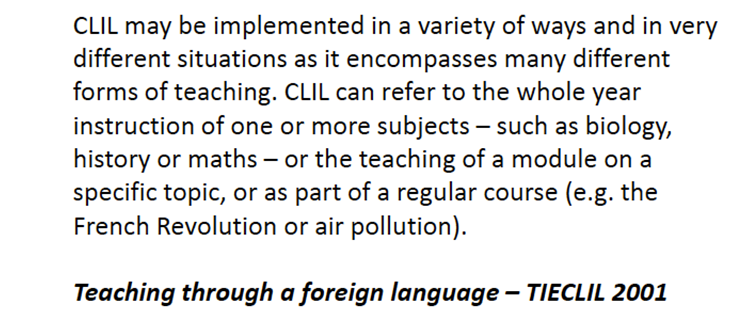 CLIL may be implemented in a variety of ways and in very
different situations as it encompasses many different
forms of teaching. CLIL can refer to the whole year
instruction of one or more subjects – such as biology,
history or maths – or the teaching of a module on a
specific topic, or as part of a regular course (e.g. the
French Revolution or air pollution).
Teaching through a foreign language – TIECLIL 2001